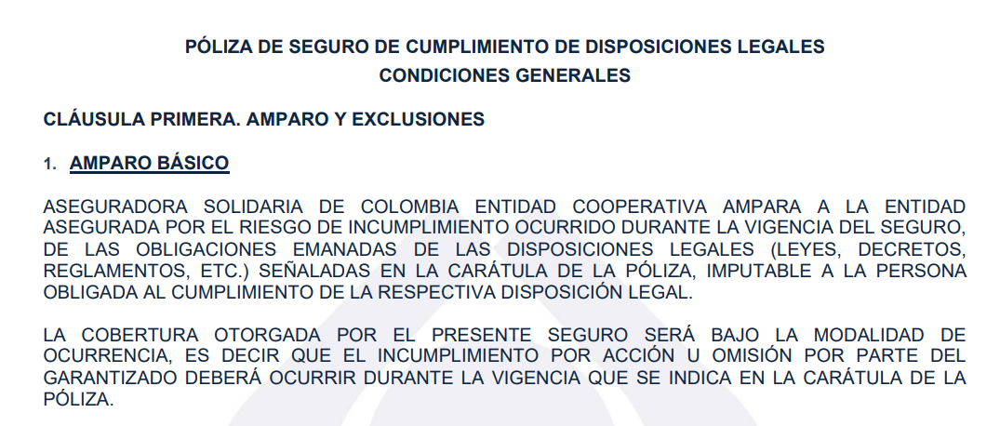 PÓLIZA DE SEGURO DE CUMPLIMIENTO DE DISPOSICIONES LEGALES
CONDICIONES GENERALES
CLÁUSULA PRIMERA. AMPARO Y EXCLUSIONES
1. AMPARO BÁSICO
ASEGURADORA SOLIDARIA DE COLOMBIA ENTIDAD COOPERATIVA AMPARA A LA ENTIDAD
ASEGURADA POR EL RIESGO DE INCUMPLIMIENTO OCURRIDO DURANTE LA VIGENCIA DEL SEGURO,
DE LAS OBLIGACIONES EMANADAS DE LAS DISPOSICIONES LEGALES (LEYES, DECRETOS,
REGLAMENTOS, ETC.) SEÑALADAS EN LA CARÁTULA DE LA PÓLIZA, IMPUTABLE A LA PERSONA
OBLIGADA AL CUMPLIMIENTO DE LA RESPECTIVA DISPOSICIÓN LEGAL.
LA COBERTURA OTORGADA POR EL PRESENTE SEGURO SERÁ BAJO LA MODALIDAD DE
OCURRENCIA, ES DECIR QUE EL INCUMPLIMIENTO POR ACCIÓN U OMISIÓN POR PARTE DEL
GARANTIZADO DEBERÁ OCURRIR DURANTE LA VIGENCIA QUE SE INDICA EN LA CARÁTULA DE LA
PÓLIZA.